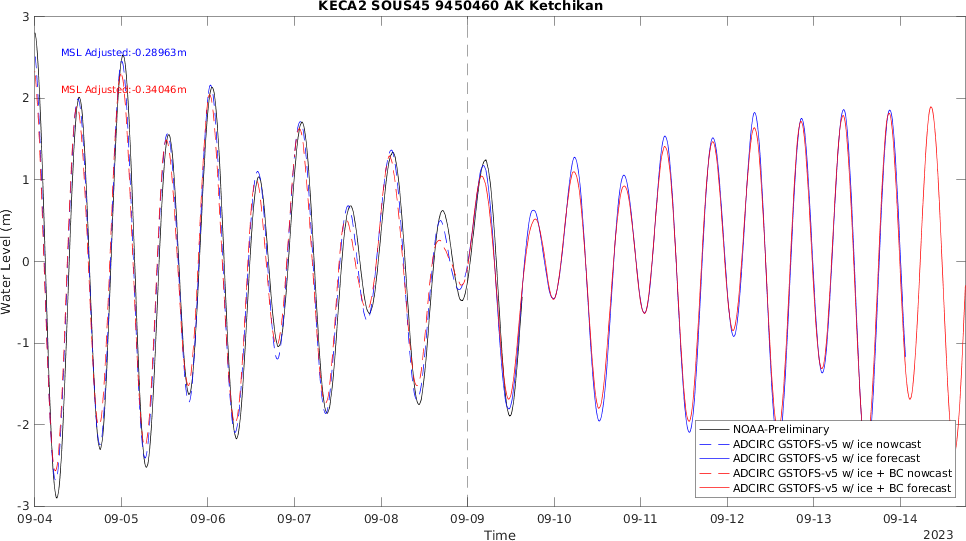 KECA2 SOUS45 9450460 AK Ketchikan
3
MSL Adjusted:-0.28963m
MSL Adjusted:-0.34046m
2
1
0
-1
-2
-3
Water Level (m)
NOAA-Preliminary
ADCIRC GSTOFS-v5 w/ ice nowcast
ADCIRC GSTOFS-v5 w/ ice forecast
ADCIRC GSTOFS-v5 w/ ice + BC nowcast
ADCIRC GSTOFS-v5 w/ ice + BC forecast
09-04 09-05 09-06 09-07 09-08 09-09 09-10 09-11 09-12 09-13 09-14
Time
2023